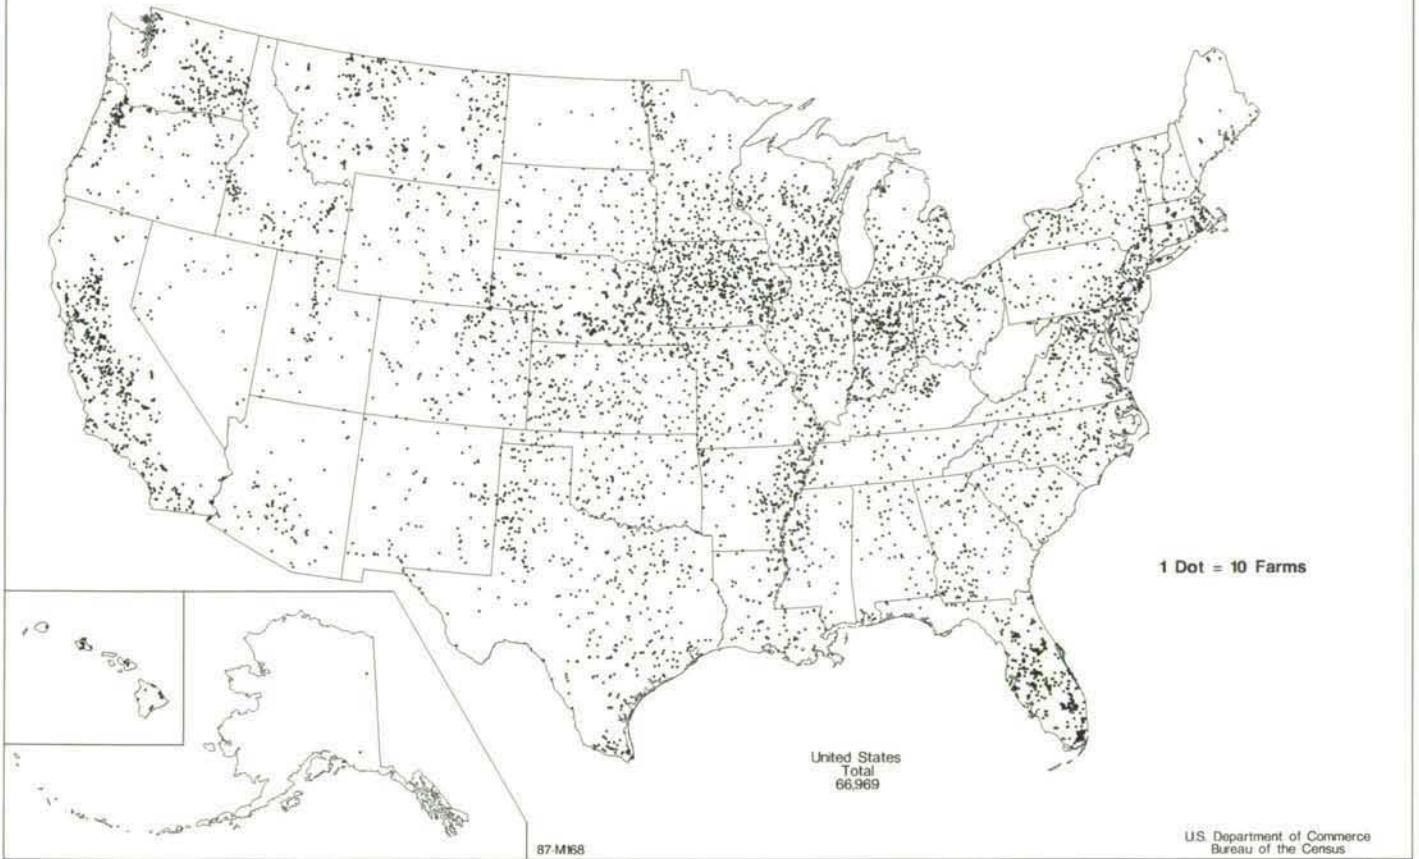 1 Dot = 10 Farms
United States
Total
66,969
87-M168
U.S. Department of Commerce
Bureau of the Census